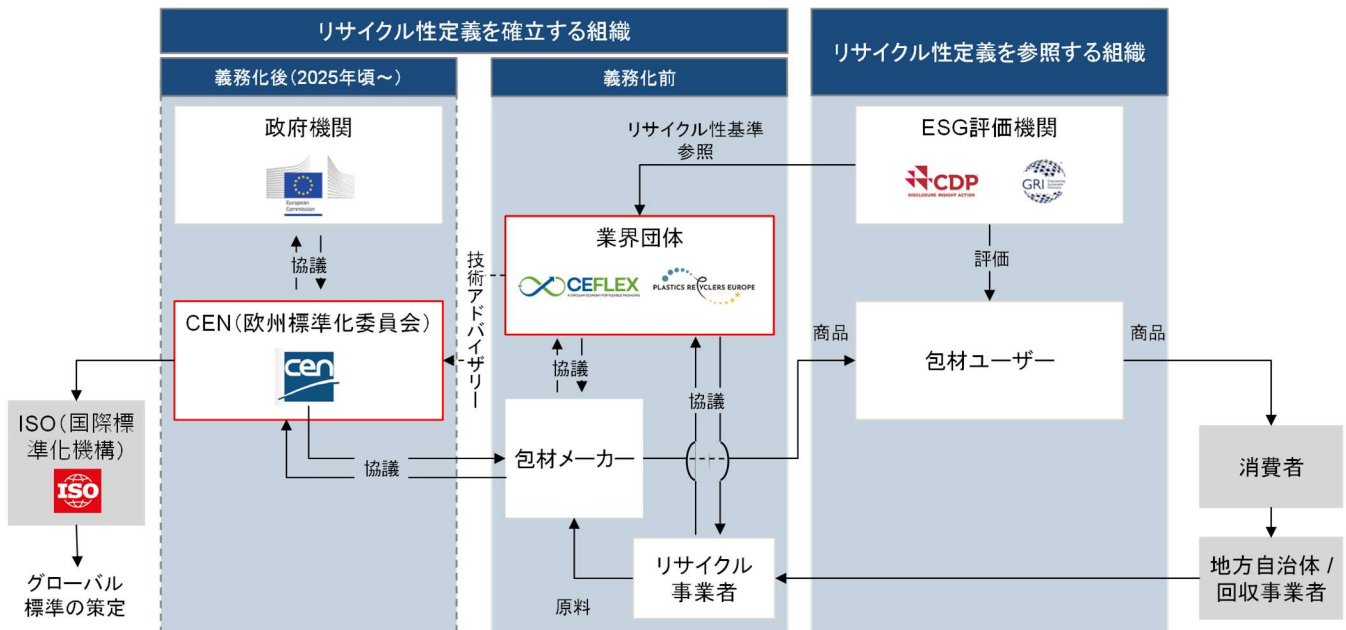 リサイクル性定義を確立する組織
リサイクル性定義を参照する組織
義務化後(2025年頃~)
義務化前
政府機関
European
Commission
協議
CEN(欧州標準化委員会)
cen
ISO(国際標
準化機構)
ISO
グローバル
標準の策定
協議
技術アドバイザリー
リサイクル性基準
参照
業界団体
CEFLEX
A CIRCULAR ECONOMY FOR FLEXIBLE PACKAGING
PLASTICS RECYCLERS EUROPE
協議
協議
包材メーカー
リサイクル
事業者
原料
ESG評価機関
CDP
DISCLOSURE INSIGHT ACTION
GRI
評価
商品
包材ユーザー
商品
消費者
地方自治体 /
回収事業者